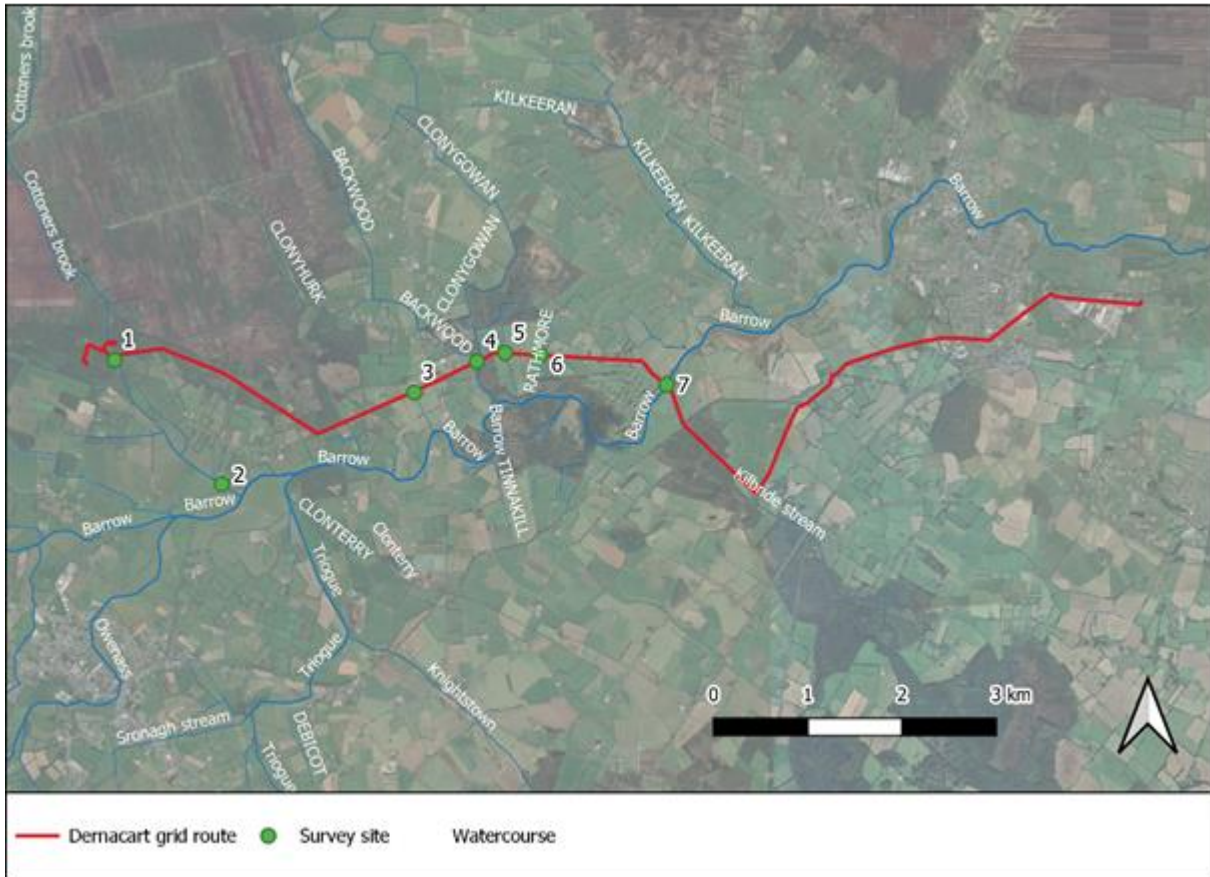 Cottoners brook
KILKEERAN
CLONYGOWAN
BACKWOOD
KILKEERAN
KILKEERAN
Barrow
Cottoners brook
CLONYHURK
CLONYGOWAN
BACKWOOD
RATHMORE
Barrow
1
5
4
6
3
7
Barrow
Barrow
Barrow
Barrow TINNAKILL
2
Barrow
Barrow
Kilbride stream
CLONTERRY
Clonterry
Triogue
Owenass
Triogue
Knightstown
Sronagh stream
DEBICOT
Triogue
0 1 2 3 km
Dernacart grid route Survey site Watercourse